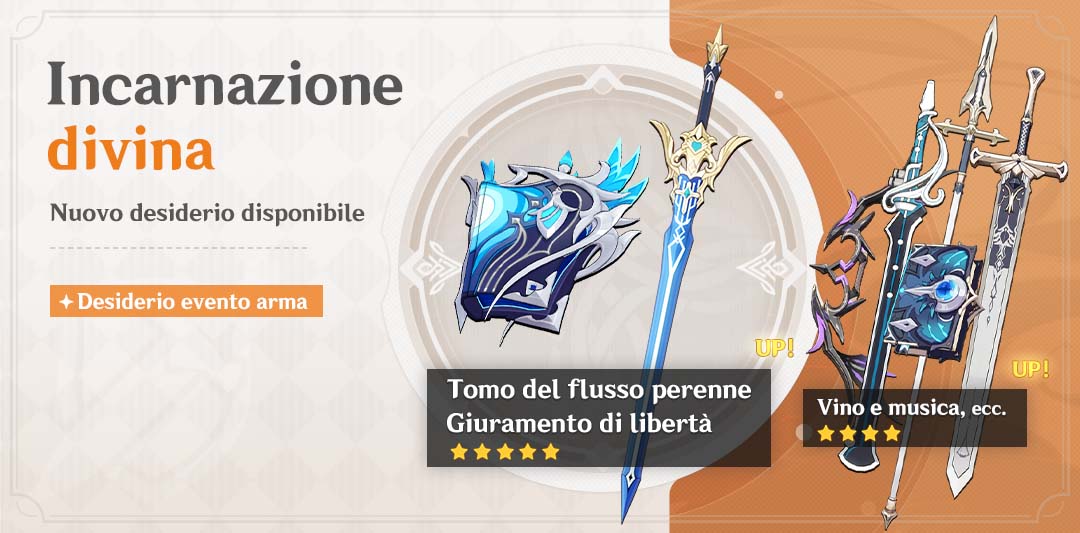 Incarnazione
divina
Nuovo desiderio disponibile
Desiderio evento arma
UP!
Tomo del flusso perenne
Giuramento di libertà
UP!
Vino e musica, ecc.